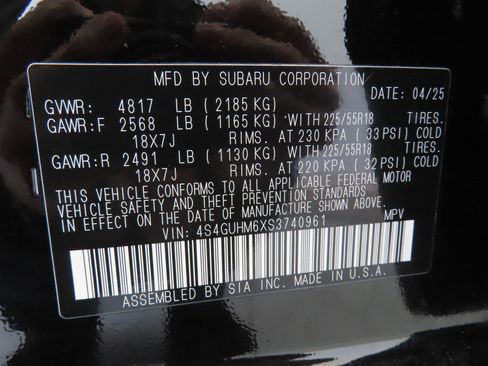 MFD BY SUBARU CORPORATION
GVWR: 4817 LB (2185 KG) DATE: 04/25
GAWR:F 2568 LB (1165 KG) *WITH 225/55R18 TIRES.
18X7J RIMS. AT 230 KPA (33 PSI) COLD
GAWR:R 2491 LB (1130 KG) *WITH 225/55R18 TIRES.
18X7J RIMS. AT 220 KPA (32 PSI) COLD
THIS VEHICLE CONFORMS TO ALL APPLICABLE FEDERAL MOTOR
VEHICLE SAFETY AND THEFT PREVENTION STANDARDS
IN EFFECT ON THE DATE OF MANUFACTURE SHOWN ABOVE.
VIN: 4S4GUHM6XS3740961 MPV
ASSEMBLED BY SIA INC. MADE IN U.S.A.